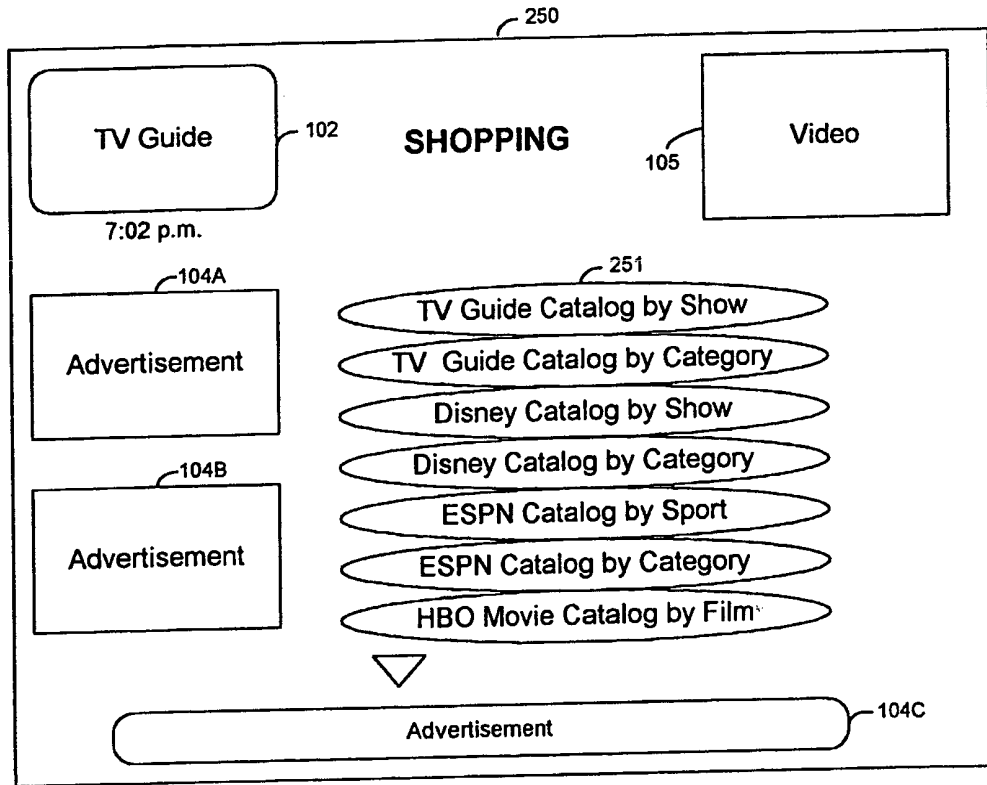 250
TV Guide
102
SHOPPING
105
Video
7:02 p.m.
104A
Advertisement
251
TV Guide Catalog by Show
TV Guide Catalog by Category
Disney Catalog by Show
Disney Catalog by Category
104B
Advertisement
ESPN Catalog by Sport
ESPN Catalog by Category
HBO Movie Catalog by Film
Advertisement
104C